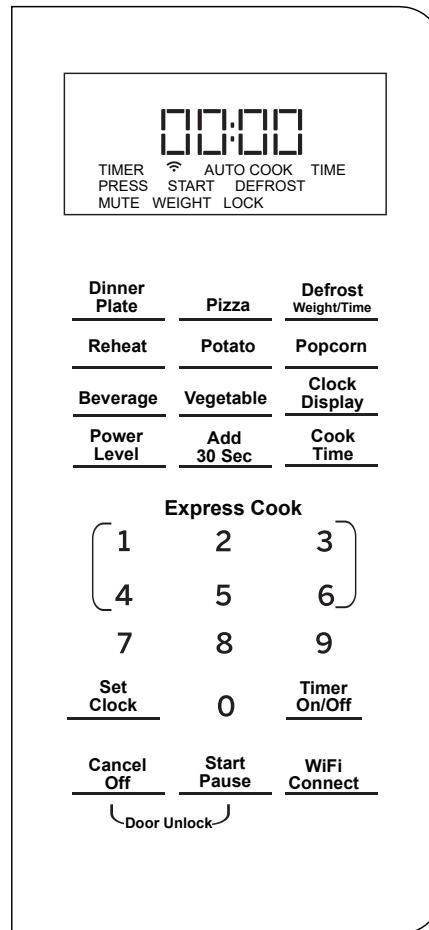 00:00
TIMER AUTO COOK TIME
PRESS START DEFROST
MUTE WEIGHT LOCK
Dinner Plate
Pizza
Defrost
Weight/Time
Reheat Potato Popcorn
Beverage Vegetable
Clock
Display
Power
Level
Add
30 Sec
Cook
Time
Express Cook
1 2 3
4 5 6
7 8 9
Set
Clock
0
Timer
On/Off
Cancel
Off
Start
Pause
WiFi
Connect
Door Unlock